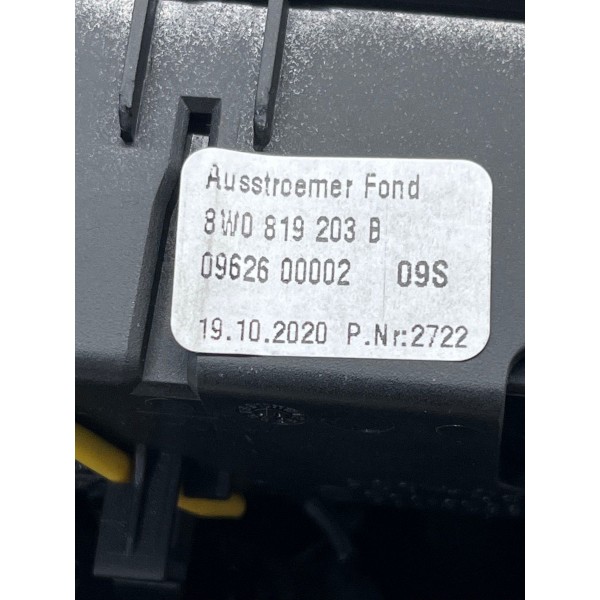 Ausstroemer Fond
8W0 819 203 B
09626 00002 09S
19.10.2020 P.Nr:2722